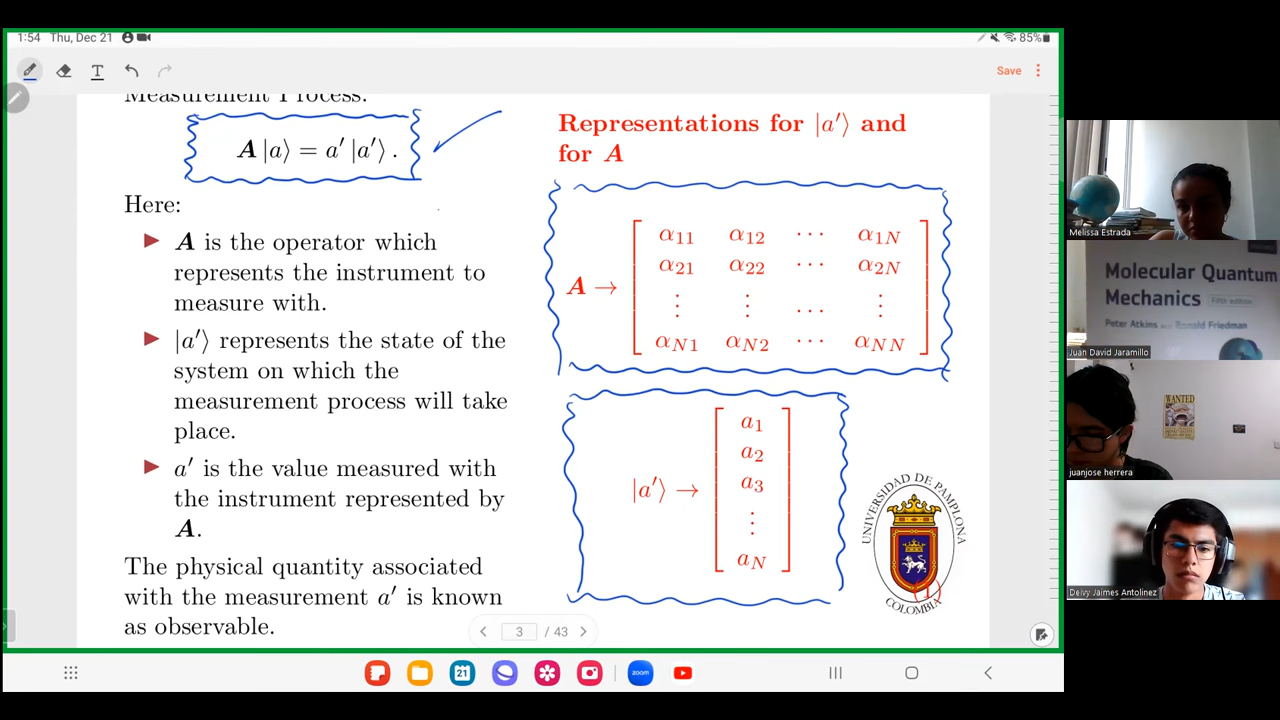 1:54 Thu, Dec 21
85%
Save
Measurement Process.
A |a⟩ = a′ |a′⟩ .
Here:
A is the operator which
represents the instrument to
measure with.
|a′⟩ represents the state of the
system on which the
measurement process will take
place.
a′ is the value measured with
the instrument represented by
A.
The physical quantity associated
with the measurement a′ is known
as observable.
Representations for |a′⟩ and
for A
A → [ α11 α12 ⋯ α1N
α21 α22 ⋯ α2N
⋮ ⋮ ⋯ ⋮
αN1 αN2 ⋯ αNN ]
|a′⟩ → [ a1
a2
a3
⋮
aN ]
UNIVERSIDAD DE PAMPLONA
COLOMBIA
3 / 43
21
zoom
Melissa Estrada
Molecular Quantum
Mechanics Fifth edition
Peter Atkins and Ronald Friedman
Juan David Jaramillo
WANTED
juanjose herrera
Deivy Jaimes Antolinez